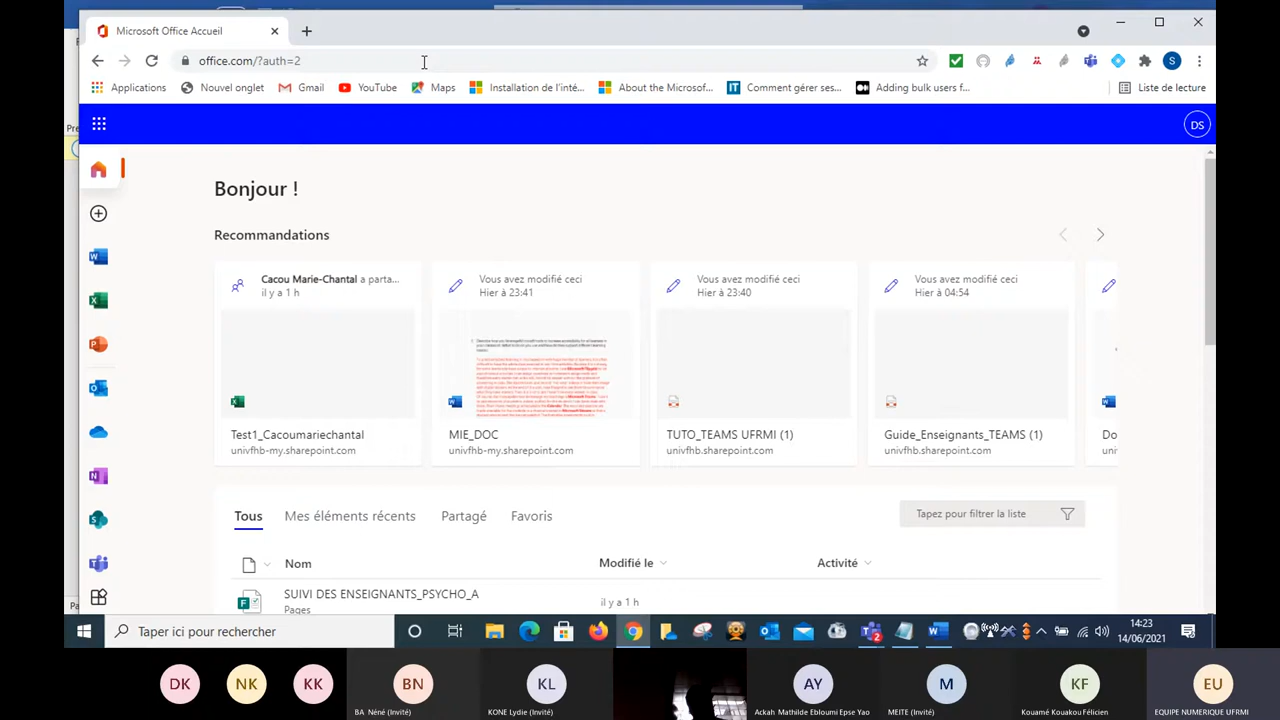 Microsoft Office Accueil
office.com/?auth=2
Applications
Nouvel onglet
Gmail
YouTube
Maps
Installation de l'inté...
About the Microsof...
IT
Comment gérer ses...
Adding bulk users f...
Liste de lecture
DS
Bonjour !
Recommandations
Cacou Marie-Chantal a parta...
il y a 1 h
Vous avez modifié ceci
Hier à 23:41
Vous avez modifié ceci
Hier à 23:40
Vous avez modifié ceci
Hier à 04:54
Test1_Cacoumariechantal
univfhb-my.sharepoint.com
MIE_DOC
univfhb-my.sharepoint.com
TUTO_TEAMS UFRMI (1)
univfhb.sharepoint.com
Guide_Enseignants_TEAMS (1)
univfhb.sharepoint.com
Do
un
Tous
Mes éléments récents
Partagé
Favoris
Tapez pour filtrer la liste
Nom
Modifié le
Activité
SUIVI DES ENSEIGNANTS_PSYCHO_A
Pages
il y a 1 h
Taper ici pour rechercher
14:23
14/06/2021
DK
NK
KK
BN
BA Néné (Invité)
KL
KONE Lydie (Invité)
AY
Ackah Mathilde Ebloumi Epse Yao
M
MEITE (Invité)
KF
Kouamé Kouakou Félicien
EU
EQUIPE NUMERIQUE UFRMI